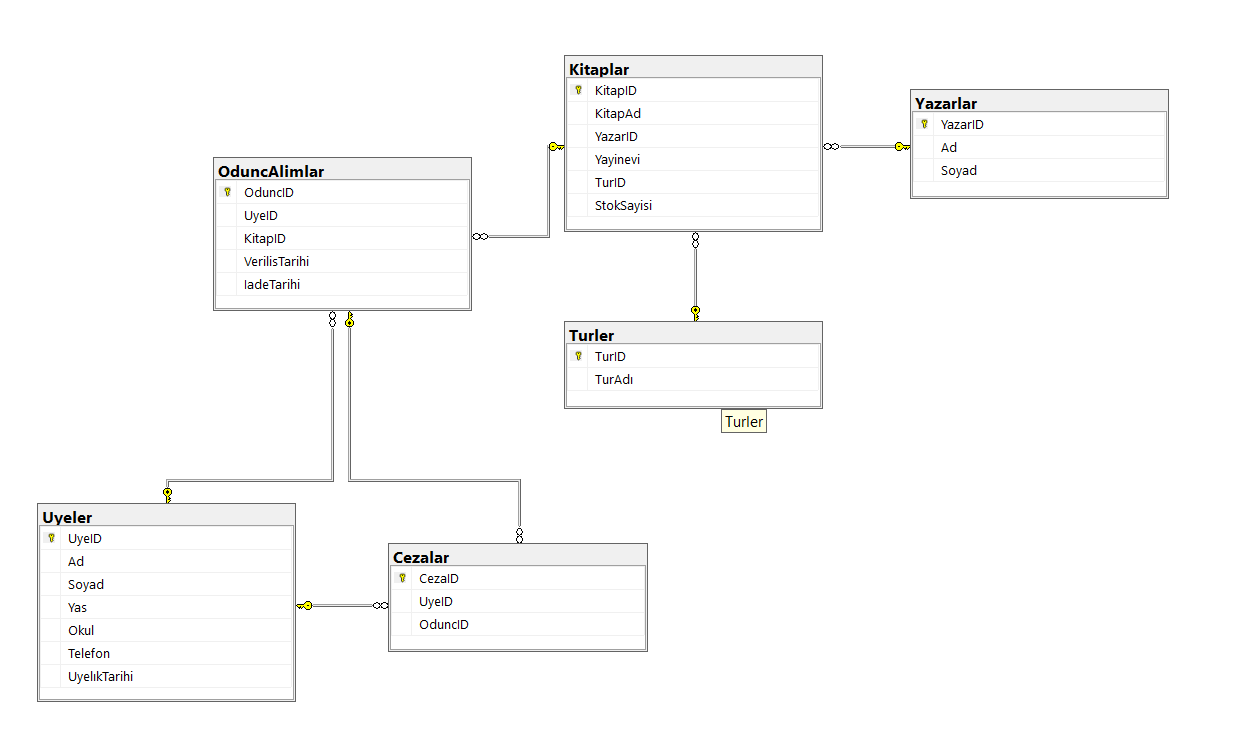 Kitaplar
KitapID
KitapAd
YazarID
Yayinevi
TurID
StokSayisi
Yazarlar
YazarID
Ad
Soyad
OduncAlimlar
OduncID
UyeID
KitapID
VerilisTarihi
IadeTarihi
Turler
TurID
TurAdı
Turler
Uyeler
UyeID
Ad
Soyad
Yas
Okul
Telefon
UyelıkTarihi
Cezalar
CezaID
UyeID
OduncID